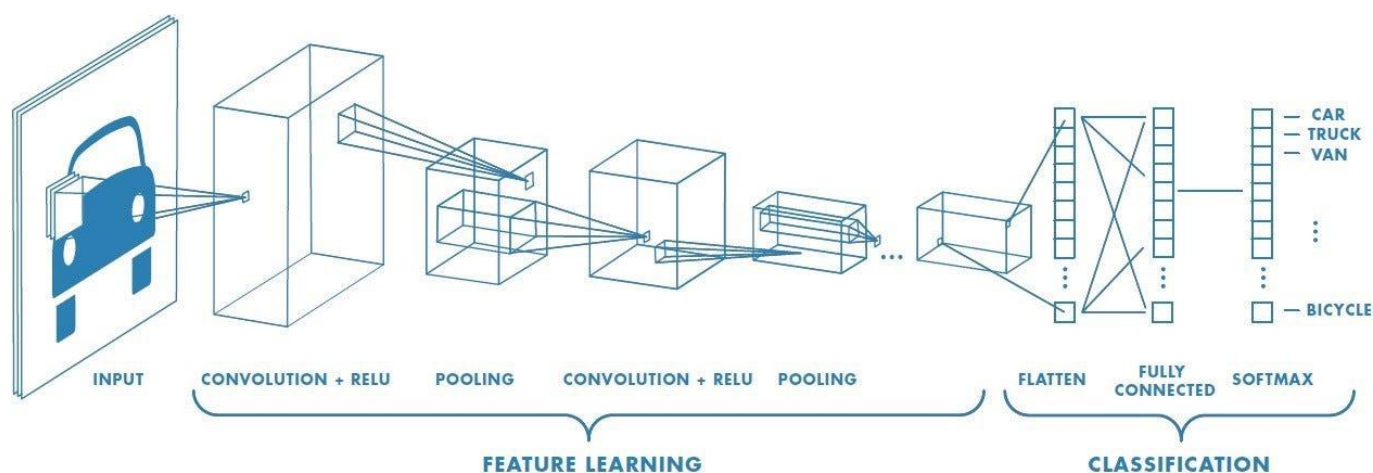 CAR
TRUCK
VAN
BICYCLE
INPUT
CONVOLUTION + RELU
POOLING
CONVOLUTION + RELU
POOLING
FLATTEN
FULLY
CONNECTED
SOFTMAX
FEATURE LEARNING
CLASSIFICATION